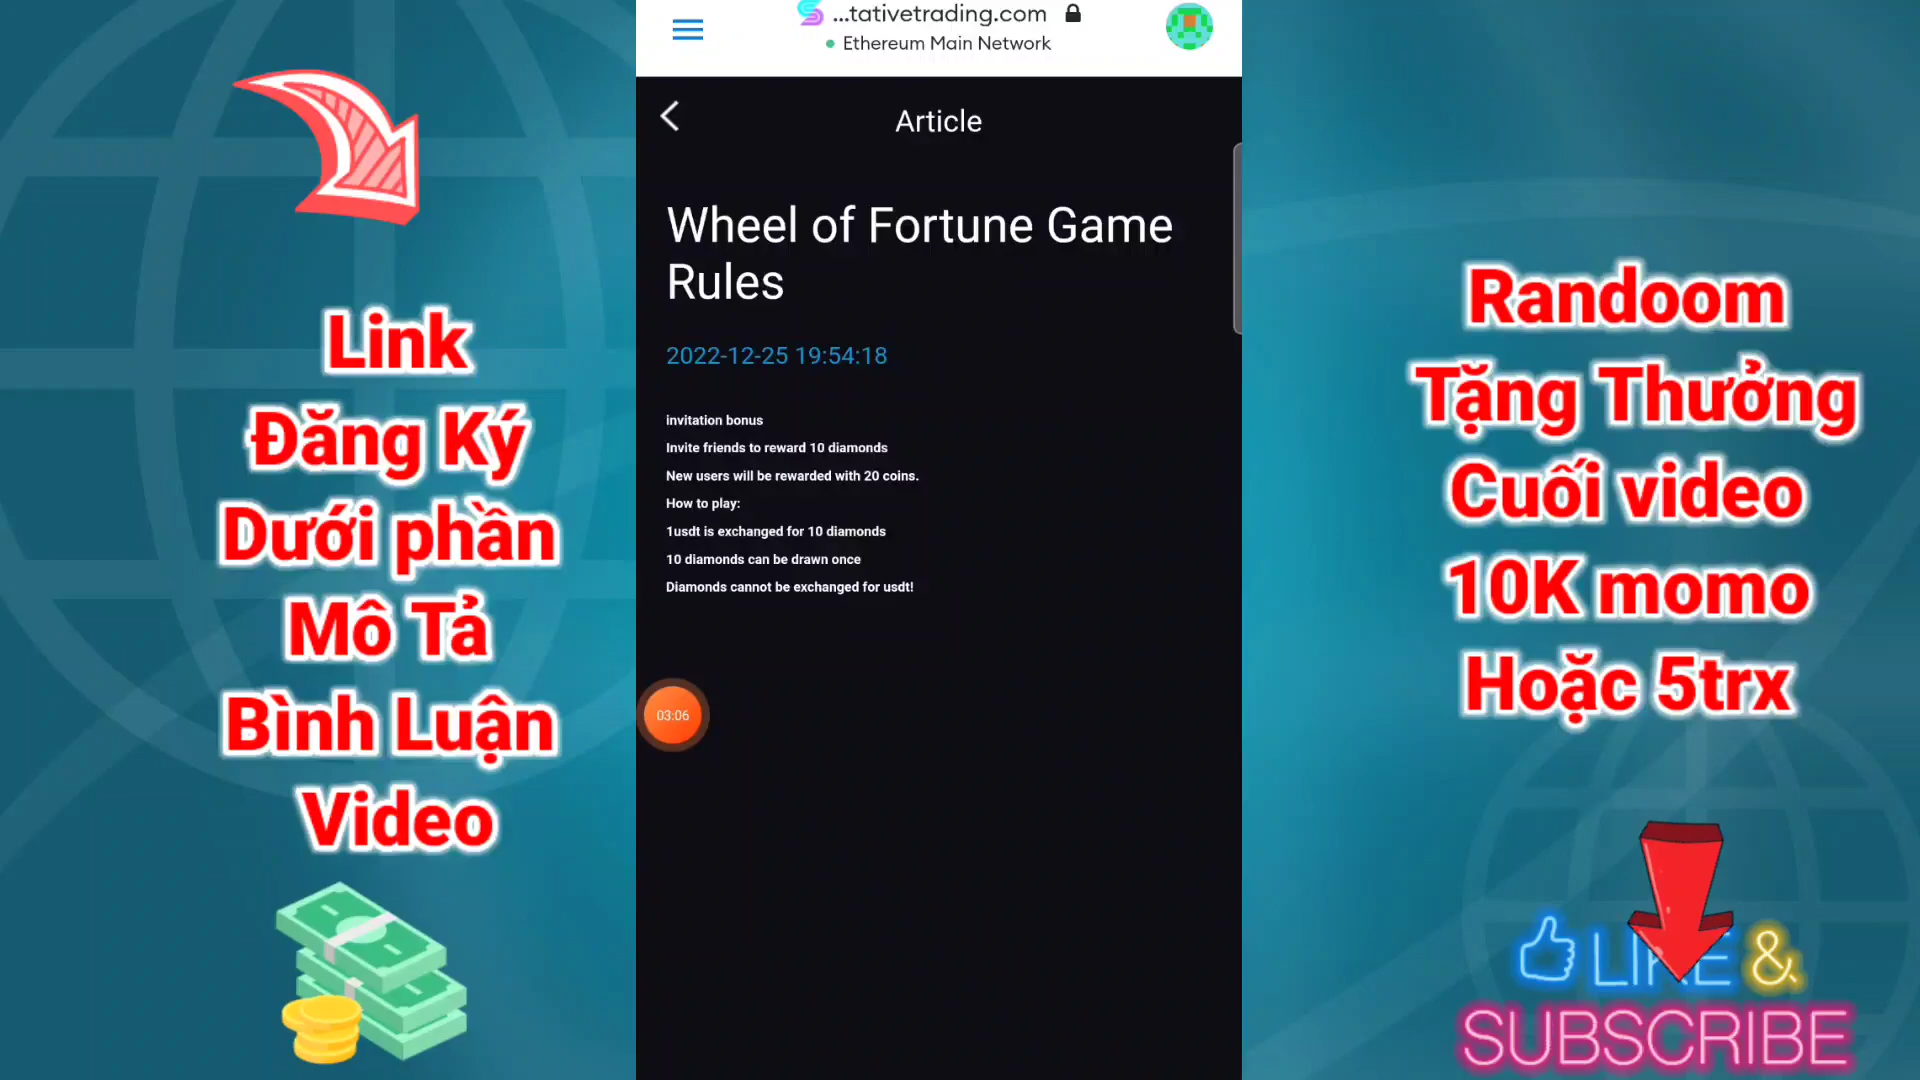 Link
Đăng Ký
Dưới phần
Mô Tả
Bình Luận
Video
...tativetrading.com
Ethereum Main Network
Article
Wheel of Fortune Game
Rules
2022-12-25 19:54:18
invitation bonus
Invite friends to reward 10 diamonds
New users will be rewarded with 20 coins.
How to play:
1usdt is exchanged for 10 diamonds
10 diamonds can be drawn once
Diamonds cannot be exchanged for usdt!
03:06
Randoom
Tặng Thưởng
Cuối video
10K momo
Hoặc 5trx
LIKE &
SUBSCRIBE